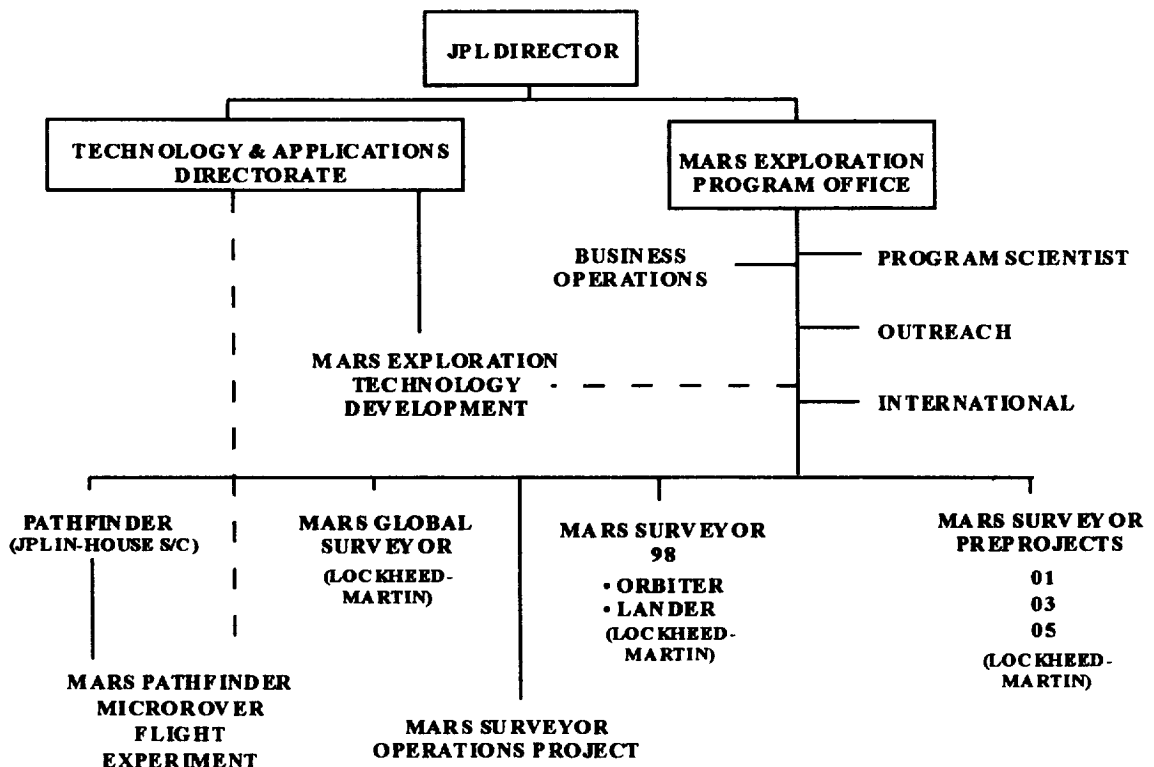 JPL DIRECTOR
TECHNOLOGY & APPLICATIONS
DIRECTORATE
MARS EXPLORATION
PROGRAM OFFICE
BUSINESS
OPERATIONS
PROGRAM SCIENTIST
OUTREACH
INTERNATIONAL
MARS EXPLORATION
TECHNOLOGY
DEVELOPMENT
PATHFINDER
(JPL IN-HOUSE S/C)
MARS GLOBAL
SURVEYOR
(LOCKHEED-
MARTIN)
MARS SURVEYOR
98
• ORBITER
• LANDER
(LOCKHEED-
MARTIN)
MARS SURVEYOR
PREPROJECTS
01
03
05
(LOCKHEED-
MARTIN)
MARS PATHFINDER
MICROROVER
FLIGHT
EXPERIMENT
MARS SURVEYOR
OPERATIONS PROJECT